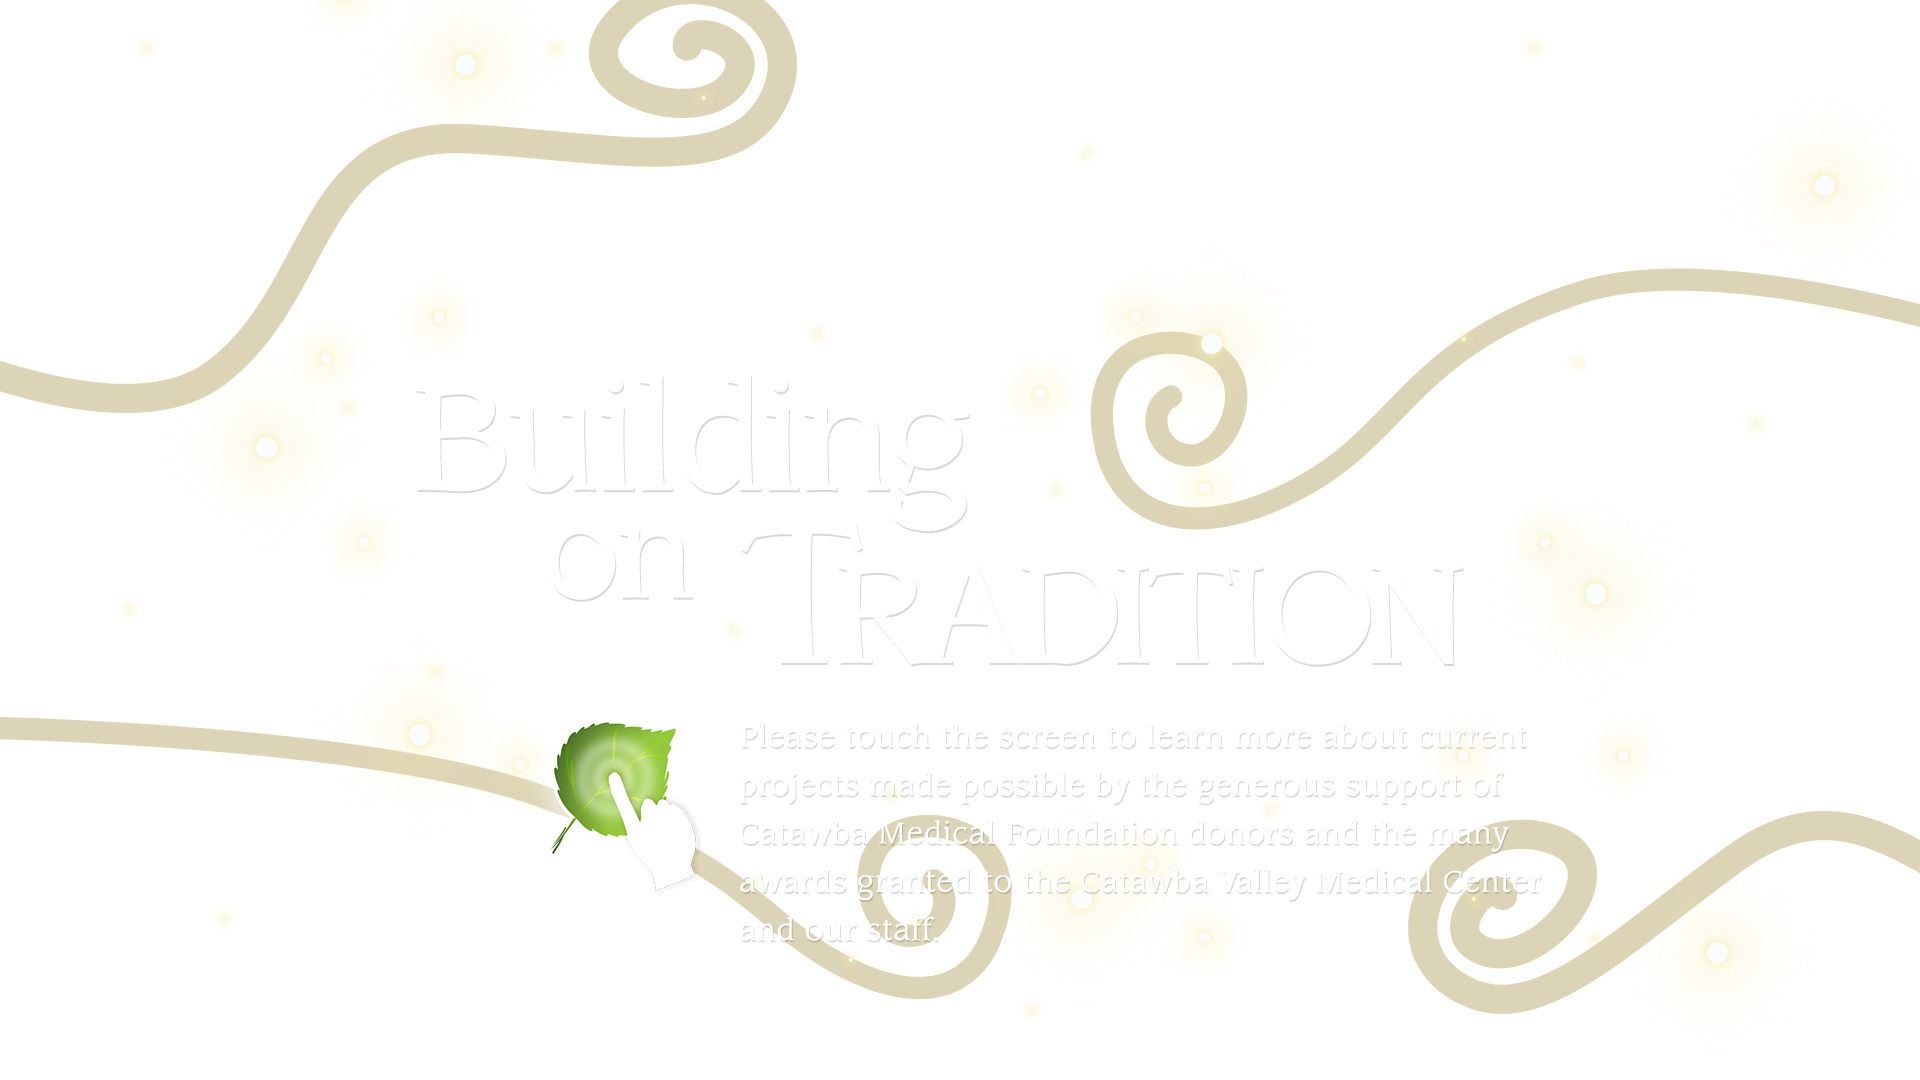 Building
on TRADITION
Please touch the screen to learn more about current
projects made possible by the generous support of
Catawba Medical Foundation donors and the many
awards granted to the Catawba Valley Medical Center
and our staff.